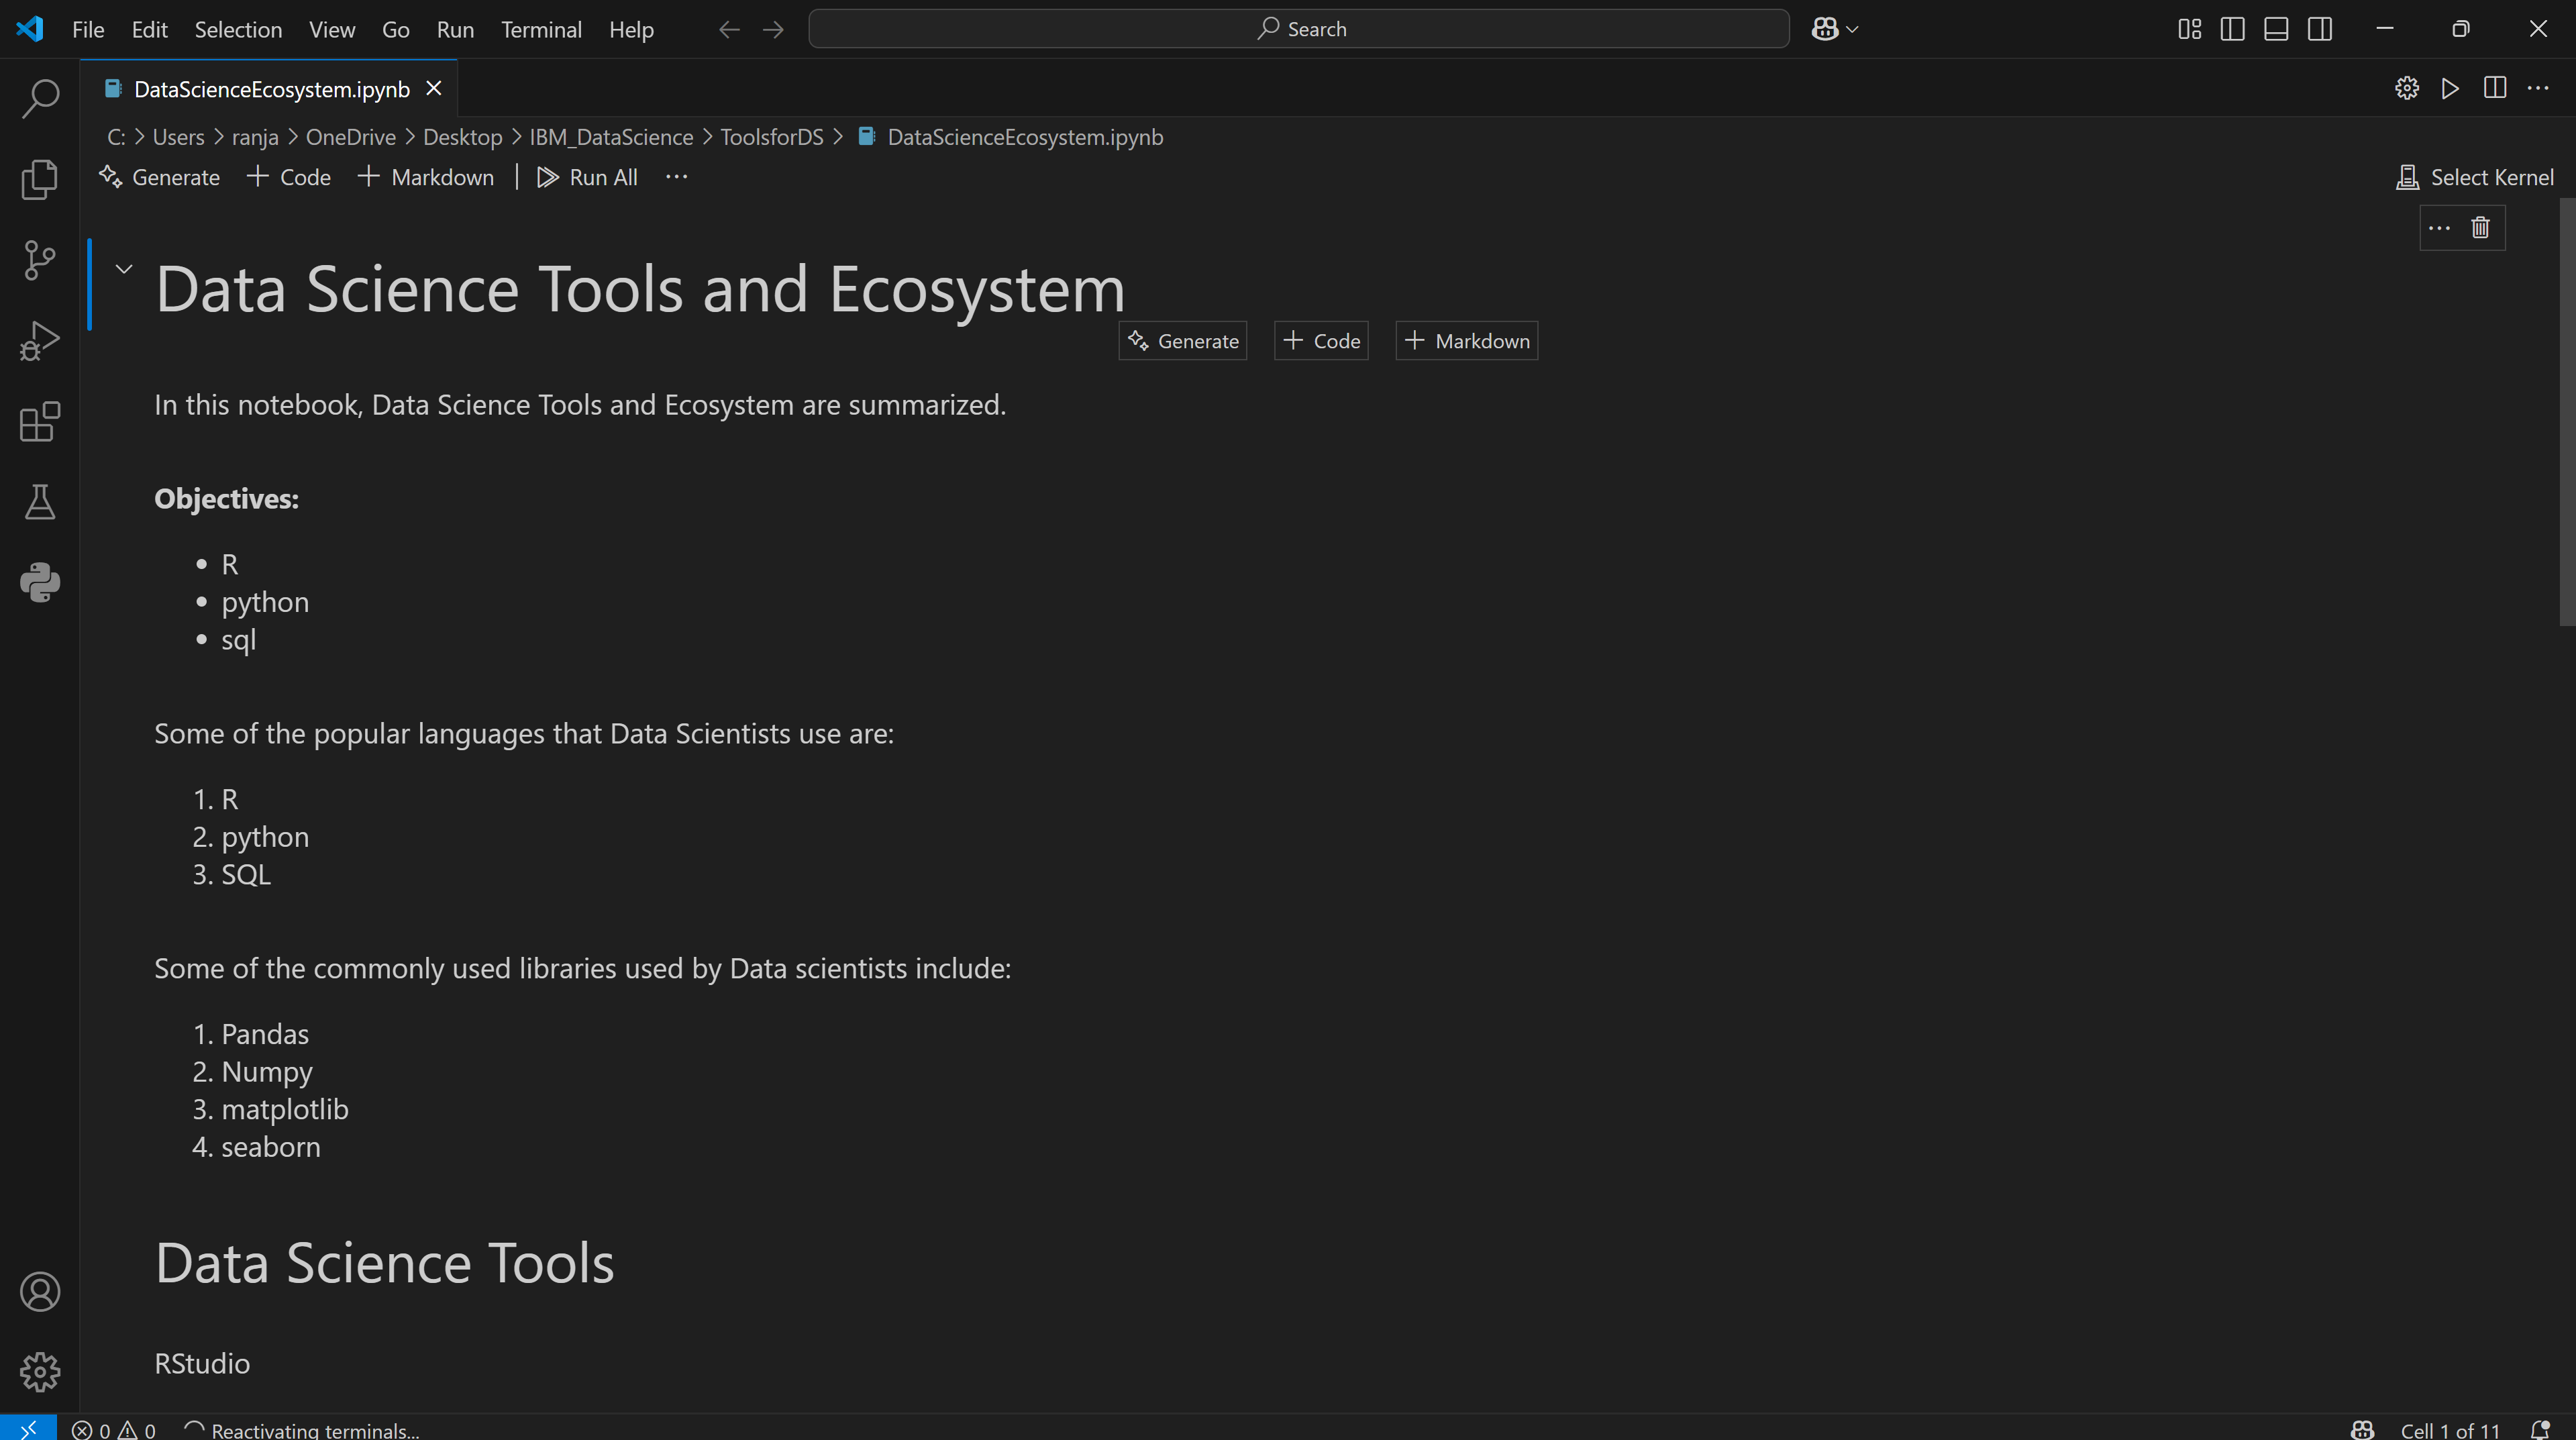 File Edit Selection View Go Run Terminal Help Search
DataScienceEcosystem.ipynb
C: > Users > ranja > OneDrive > Desktop > IBM_DataScience > ToolsforDS > DataScienceEcosystem.ipynb
Generate + Code + Markdown | Run All ... Select Kernel
Data Science Tools and Ecosystem
Generate + Code + Markdown
In this notebook, Data Science Tools and Ecosystem are summarized.
Objectives:
• R
• python
• sql
Some of the popular languages that Data Scientists use are:
1. R
2. python
3. SQL
Some of the commonly used libraries used by Data scientists include:
1. Pandas
2. Numpy
3. matplotlib
4. seaborn
Data Science Tools
RStudio
0 0 Reactivating terminals... Cell 1 of 11